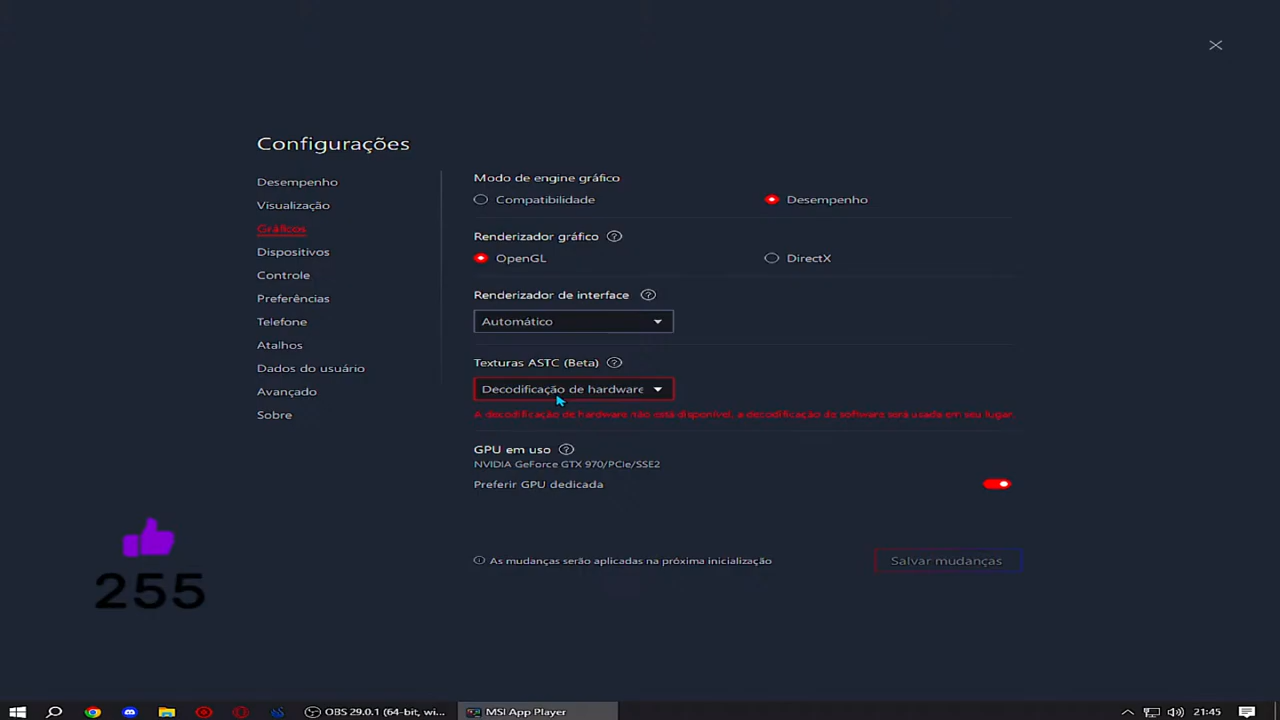 Configurações
Desempenho
Visualização
Gráficos
Dispositivos
Controle
Preferências
Telefone
Atalhos
Dados do usuário
Avançado
Sobre
Modo de engine gráfico
Compatibilidade
Desempenho
Renderizador gráfico ?
OpenGL
DirectX
Renderizador de interface ?
Automático
Texturas ASTC (Beta) ?
Decodificação de hardware
A decodificação de hardware não está disponível, a decodificação de software será usada em seu lugar.
GPU em uso ?
NVIDIA GeForce GTX 970/PCIe/SSE2
Preferir GPU dedicada
As mudanças serão aplicadas na próxima inicialização
Salvar mudanças
255
OBS 29.0.1 (64-bit, wi...
MSI App Player
21:45